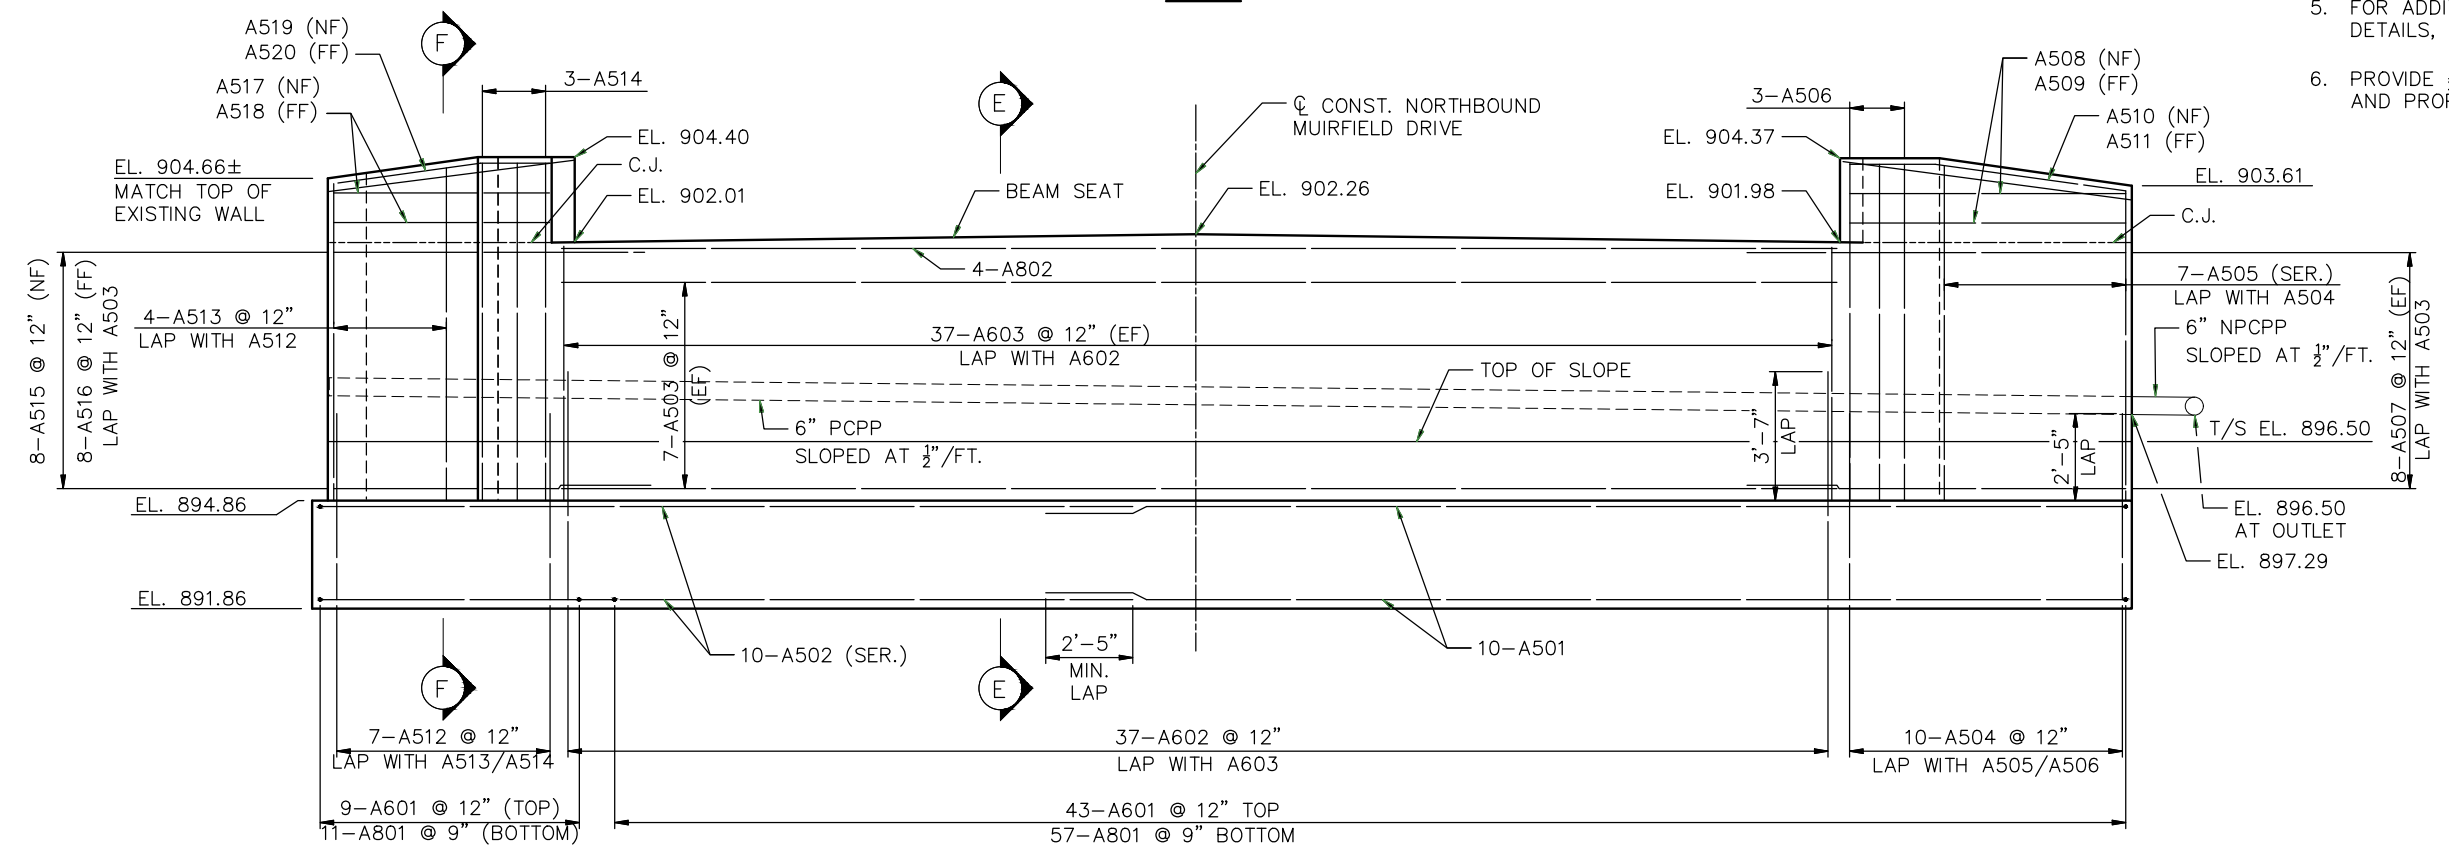 A519 (NF)
A520 (FF)
A517 (NF)
A518 (FF)
F
3-A514
E
℄ CONST. NORTHBOUND
MUIRFIELD DRIVE
3-A506
A508 (NF)
A509 (FF)
A510 (NF)
A511 (FF)
5. FOR ADDI
DETAILS,
6. PROVIDE
AND PROP
EL. 904.66±
MATCH TOP OF
EXISTING WALL
EL. 904.40
C.J.
EL. 902.01
BEAM SEAT
EL. 902.26
EL. 904.37
EL. 901.98
EL. 903.61
C.J.
4-A802
8-A515 @ 12" (NF)
8-A516 @ 12" (FF)
LAP WITH A503
4-A513 @ 12"
LAP WITH A512
7-A503 @ 12"
(EF)
37-A603 @ 12" (EF)
LAP WITH A602
TOP OF SLOPE
7-A505 (SER.)
LAP WITH A504
6" NPCPP
SLOPED AT ½"/FT.
8-A507 @ 12" (EF)
LAP WITH A503
6" PCPP
SLOPED AT ½"/FT.
3'-7"
LAP
2'-5"
LAP
T/S EL. 896.50
EL. 894.86
EL. 896.50
AT OUTLET
EL. 897.29
EL. 891.86
10-A502 (SER.)
2'-5"
MIN.
LAP
10-A501
F
E
7-A512 @ 12"
LAP WITH A513/A514
37-A602 @ 12"
LAP WITH A603
10-A504 @ 12"
LAP WITH A505/A506
9-A601 @ 12" (TOP)
11-A801 @ 9" (BOTTOM)
43-A601 @ 12" TOP
57-A801 @ 9" BOTTOM